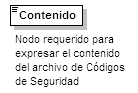 Contenido
Nodo requerido para
expresar el contenido
del archivo de Códigos
de Seguridad